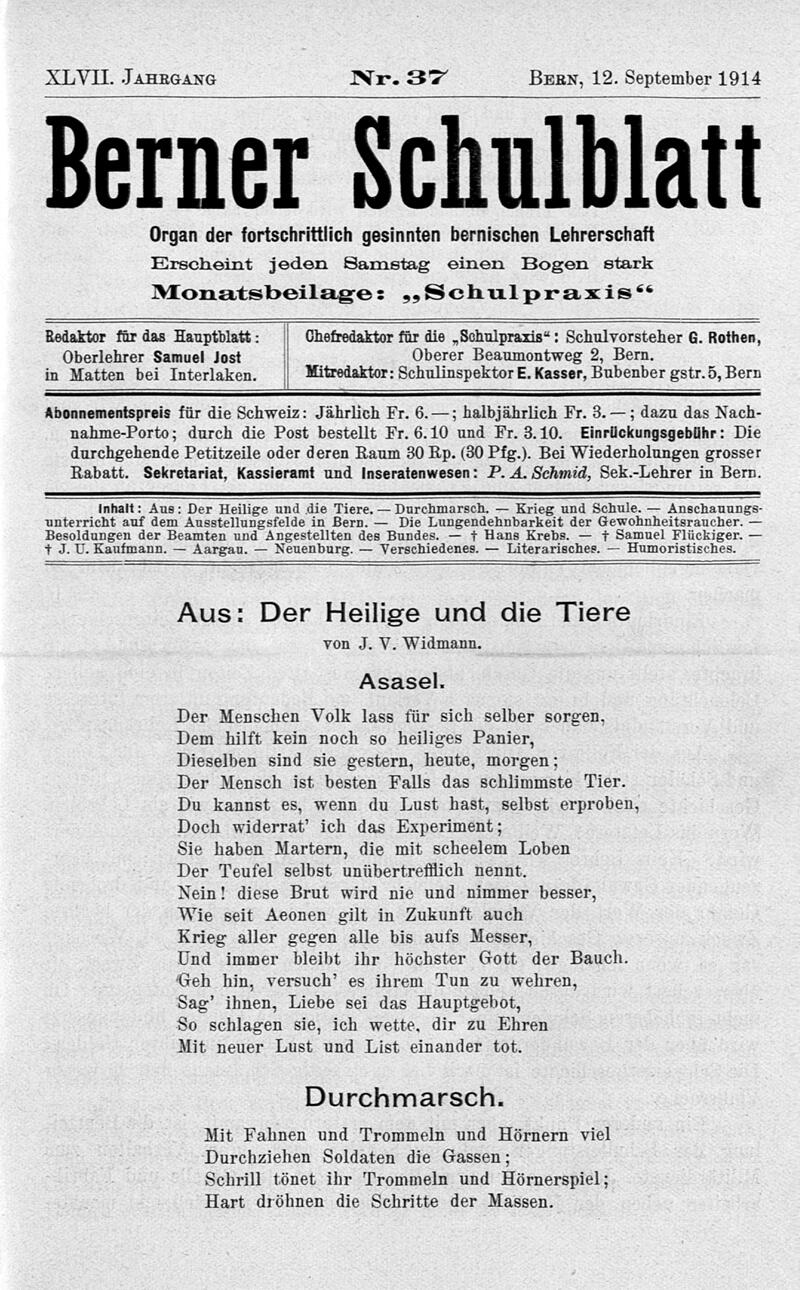 XLVII. JAHRGANG Nr. 37 BERN, 12. September 1914
Berner Schulblatt
Organ der fortschrittlich gesinnten bernischen Lehrerschaft
Erscheint jeden Samstag einen Bogen stark
Monatsbeilage: „Schulpraxis“
Redaktor für das Hauptblatt:
Oberlehrer Samuel Jost
in Matten bei Interlaken.
Chefredaktor für die „Schulpraxis“: Schulvorsteher G. Rothen,
Oberer Beaumontweg 2, Bern.
Mitredaktor: Schulinspektor E. Kasser, Bubenber gstr. 5, Bern
Abonnementspreis für die Schweiz: Jährlich Fr. 6.—; halbjährlich Fr. 3.—; dazu das Nach-
nahme-Porto; durch die Post bestellt Fr. 6.10 und Fr. 3.10. Einrückungsgebühr: Die
durchgehende Petitzeile oder deren Raum 30 Rp. (30 Pfg.). Bei Wiederholungen grosser
Rabatt. Sekretariat, Kassieramt und Inseratenwesen: P. A. Schmid, Sek.-Lehrer in Bern.
Inhalt: Aus: Der Heilige und die Tiere. — Durchmarsch. — Krieg und Schule. — Anschauungs-
unterricht auf dem Ausstellungsfelde in Bern. — Die Lungendehnbarkeit der Gewohnheitsraucher. —
Besoldungen der Beamten und Angestellten des Bundes. — † Hans Krebs. — † Samuel Flückiger. —
† J. U. Kaufmann. — Aargau. — Neuenburg. — Verschiedenes. — Literarisches. — Humoristisches.
Aus: Der Heilige und die Tiere
von J. V. Widmann.
Asasel.
Der Menschen Volk lass für sich selber sorgen,
Dem hilft kein noch so heiliges Panier,
Dieselben sind sie gestern, heute, morgen;
Der Mensch ist besten Falls das schlimmste Tier.
Du kannst es, wenn du Lust hast, selbst erproben,
Doch widerrat’ ich das Experiment;
Sie haben Martern, die mit scheelem Loben
Der Teufel selbst unübertrefflich nennt.
Nein! diese Brut wird nie und nimmer besser,
Wie seit Aeonen gilt in Zukunft auch
Krieg aller gegen alle bis aufs Messer,
Und immer bleibt ihr höchster Gott der Bauch.
Geh hin, versuch’ es ihrem Tun zu wehren,
Sag’ ihnen, Liebe sei das Hauptgebot,
So schlagen sie, ich wette, dir zu Ehren
Mit neuer Lust und List einander tot.
Durchmarsch.
Mit Fahnen und Trommeln und Hörnern viel
Durchziehen Soldaten die Gassen;
Schrill tönet ihr Trommeln und Hörnerspiel;
Hart dröhnen die Schritte der Massen.